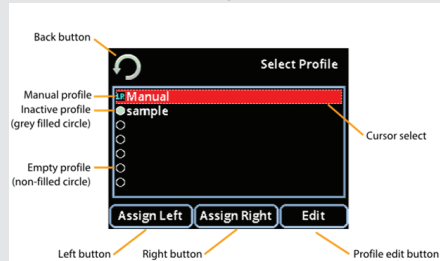 Back button
Select Profile
Manual profile
Manual
Inactive profile
(grey filled circle)
sample
Cursor select
Empty profile
(non-filled circle)
Assign Left
Assign Right
Edit
Left button
Right button
Profile edit button